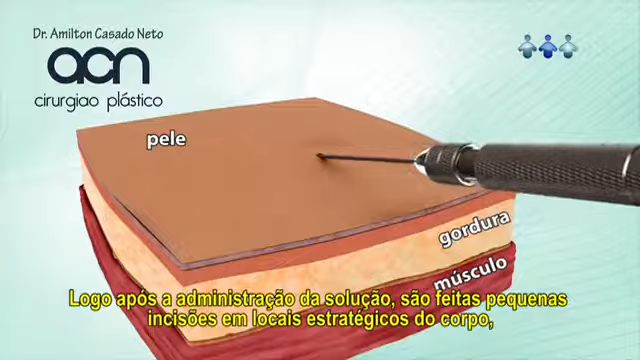 Dr. Amilton Casado Neto
acn
cirurgiao plástico
pele
gordura
músculo
Logo após a administração da solução, são feitas pequenas
incisões em locais estratégicos do corpo,